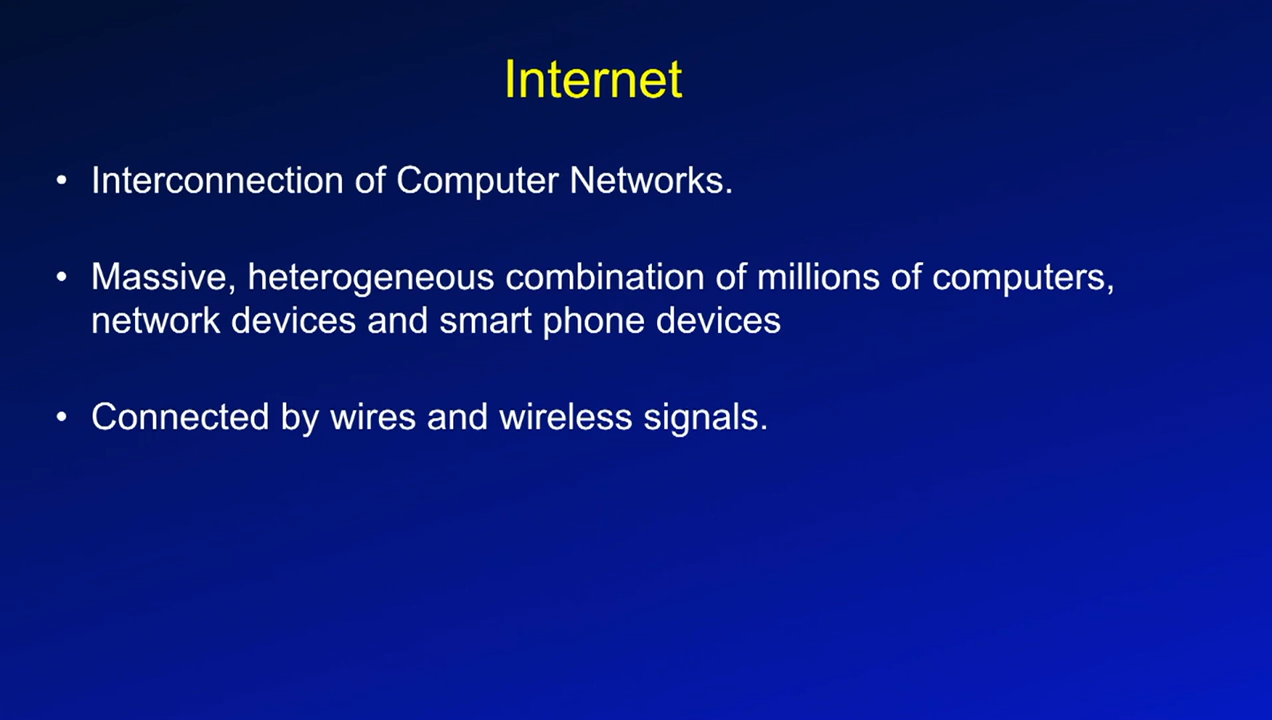 Internet
• Interconnection of Computer Networks.
• Massive, heterogeneous combination of millions of computers,
network devices and smart phone devices
• Connected by wires and wireless signals.